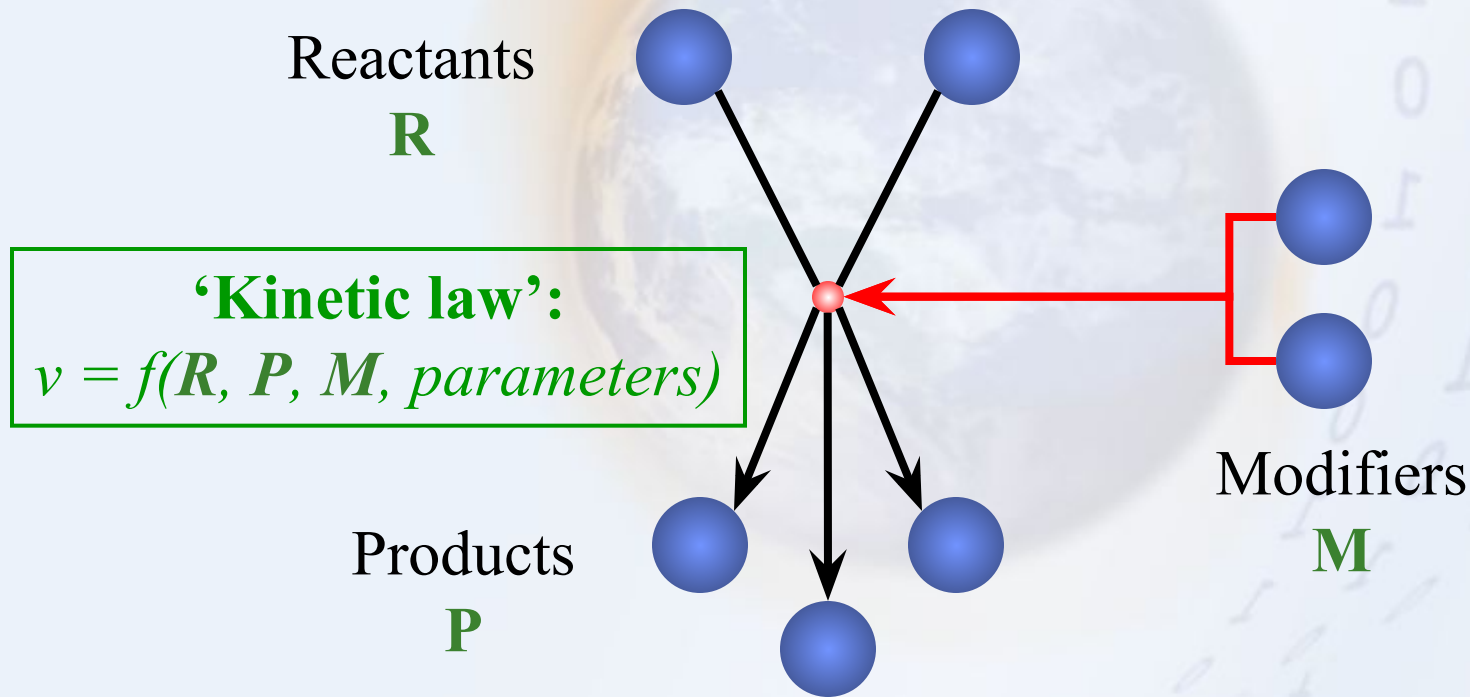 Reactants
R
‘Kinetic law’:
v = f(R, P, M, parameters)
Products
P
Modifiers
M